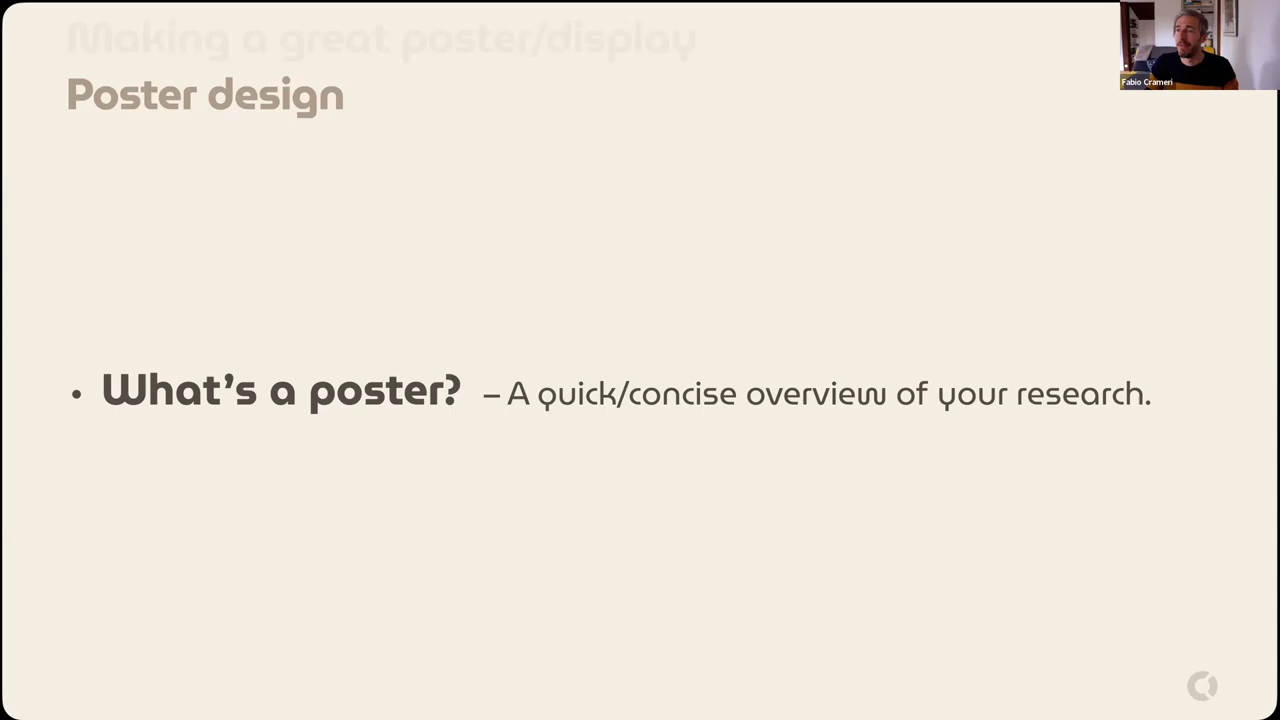 Making a great poster/display
Poster design
Fabio Crameri
• What's a poster? – A quick/concise overview of your research.